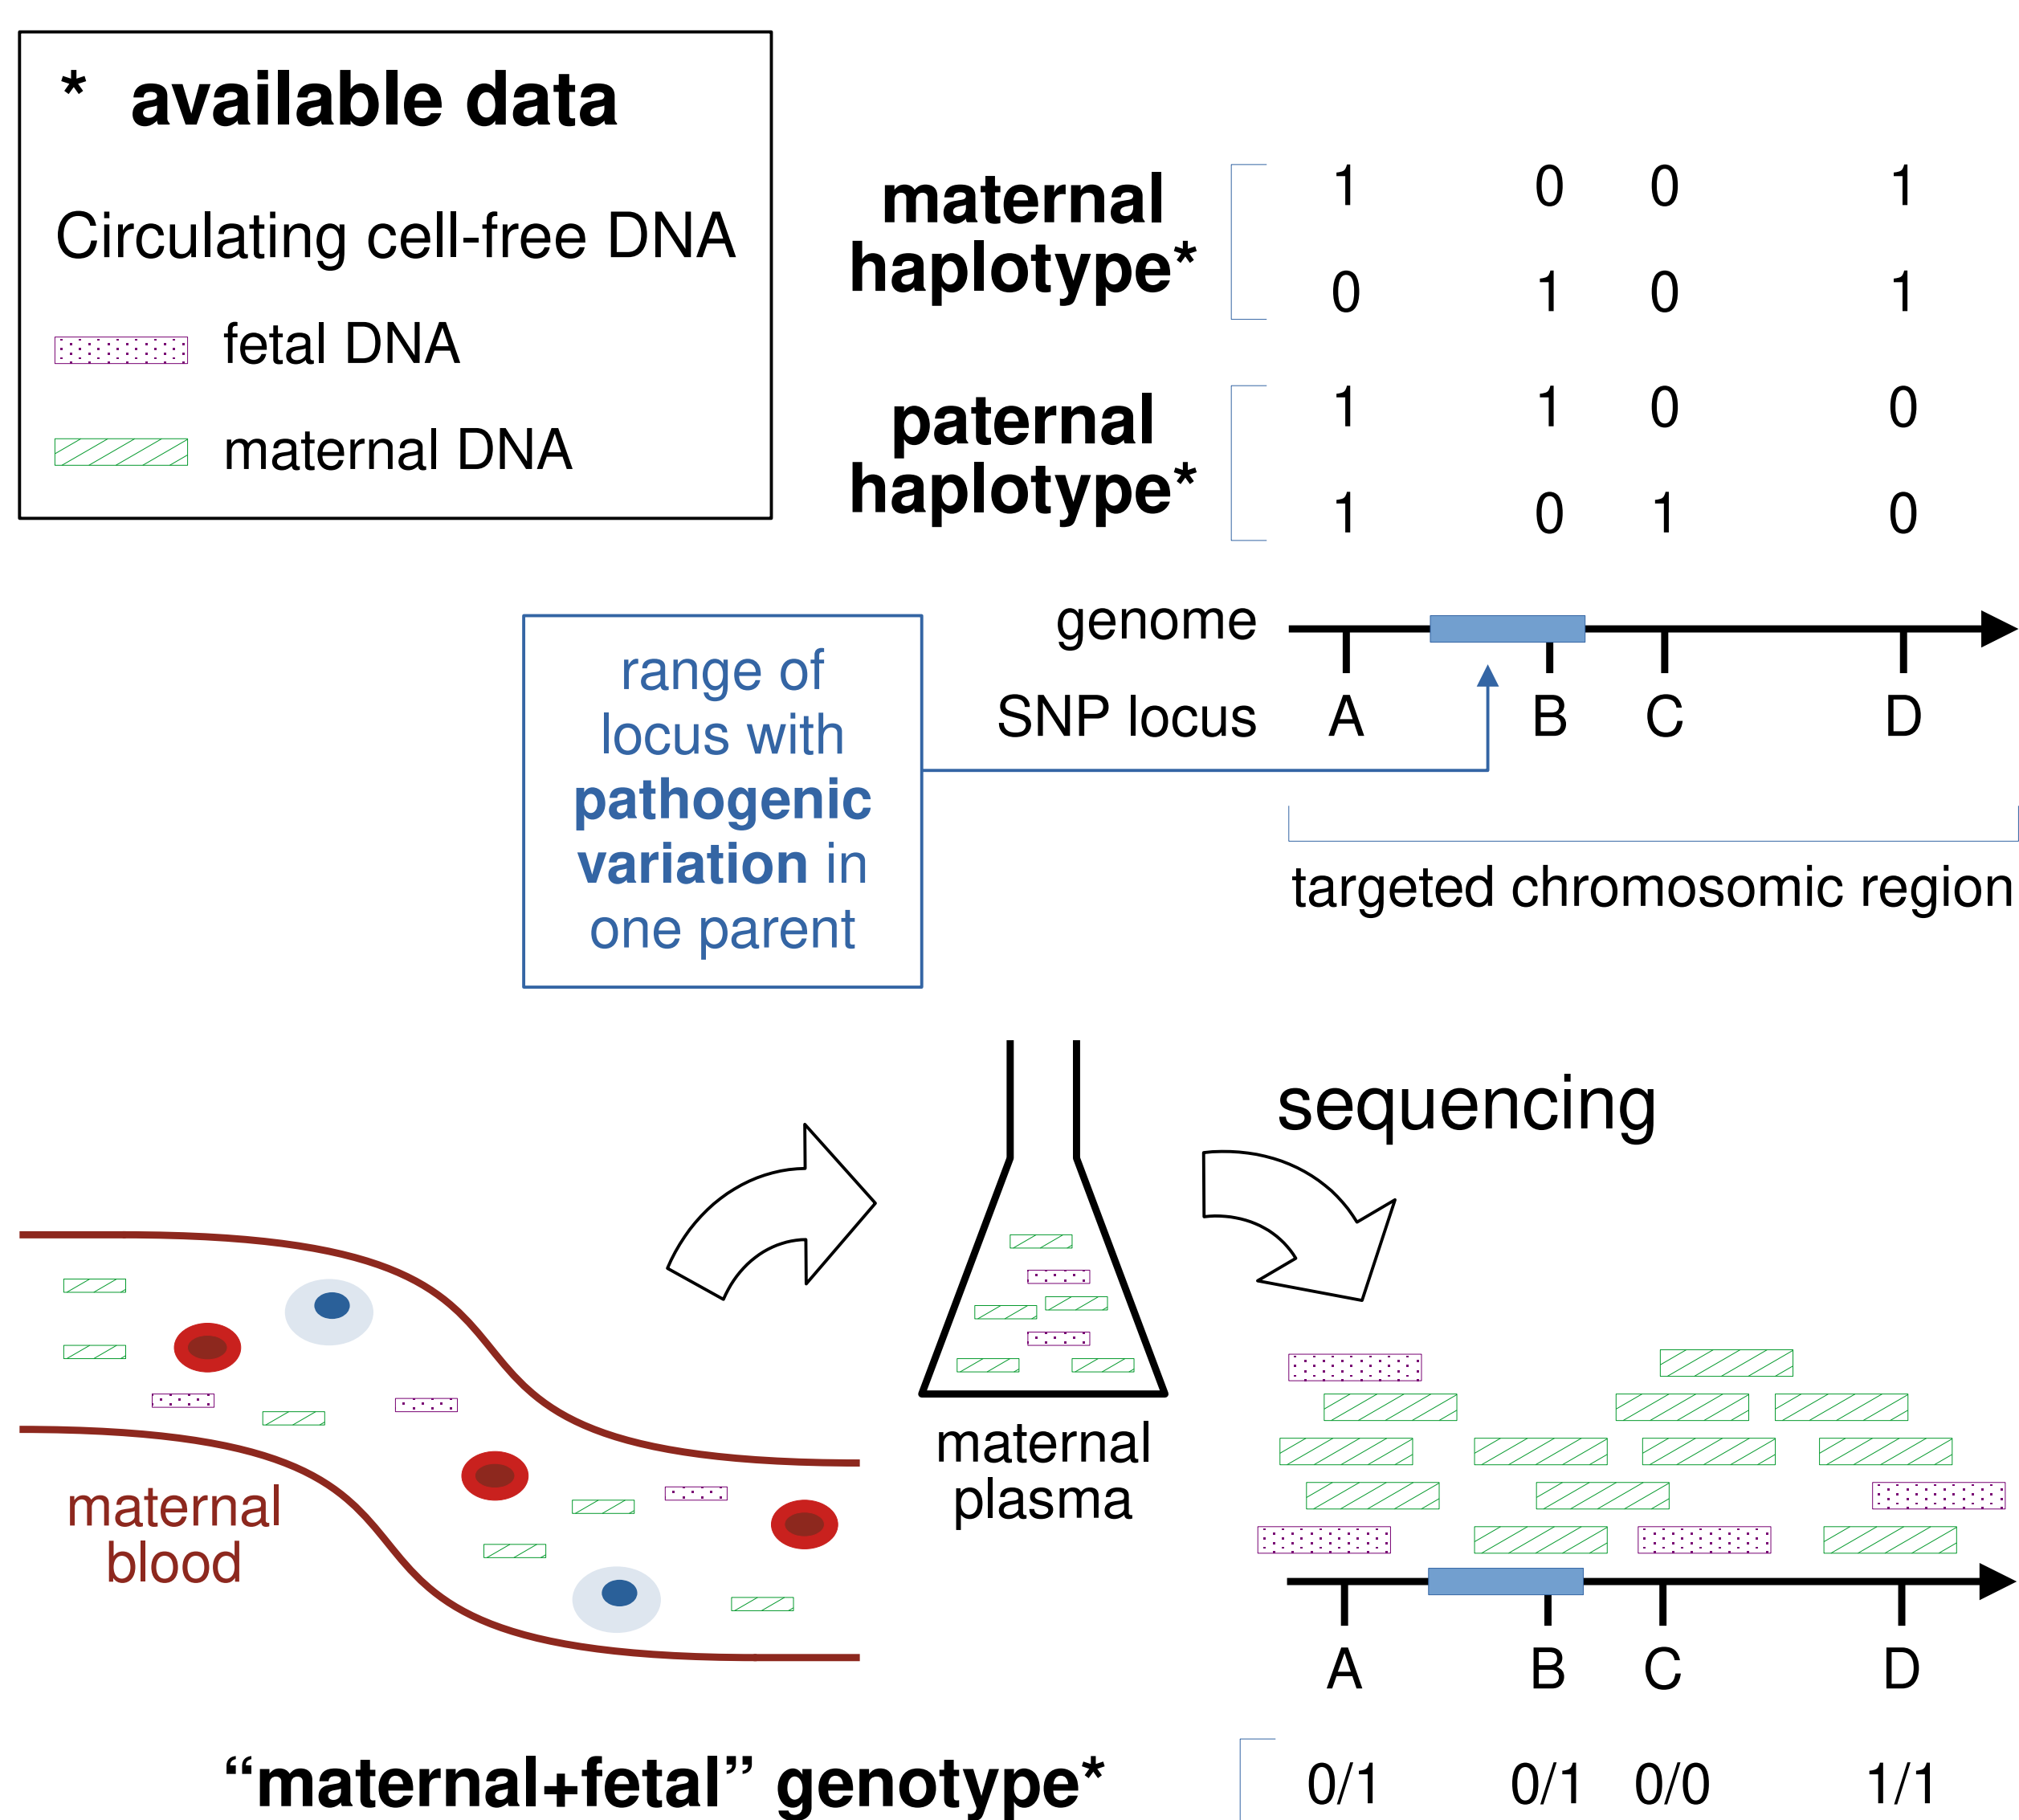 * available data
Circulating cell-free DNA
fetal DNA
maternal DNA
maternal
haplotype*
1 0 0 1
0 1 0 1
paternal
haplotype*
1 1 0 0
1 0 1 0
genome
SNP locus A B C D
range of
locus with
pathogenic
variation in
one parent
targeted chromosomic region
sequencing
maternal
plasma
maternal
blood
A B C D
“maternal+fetal” genotype* 0/1 0/1 0/0 1/1